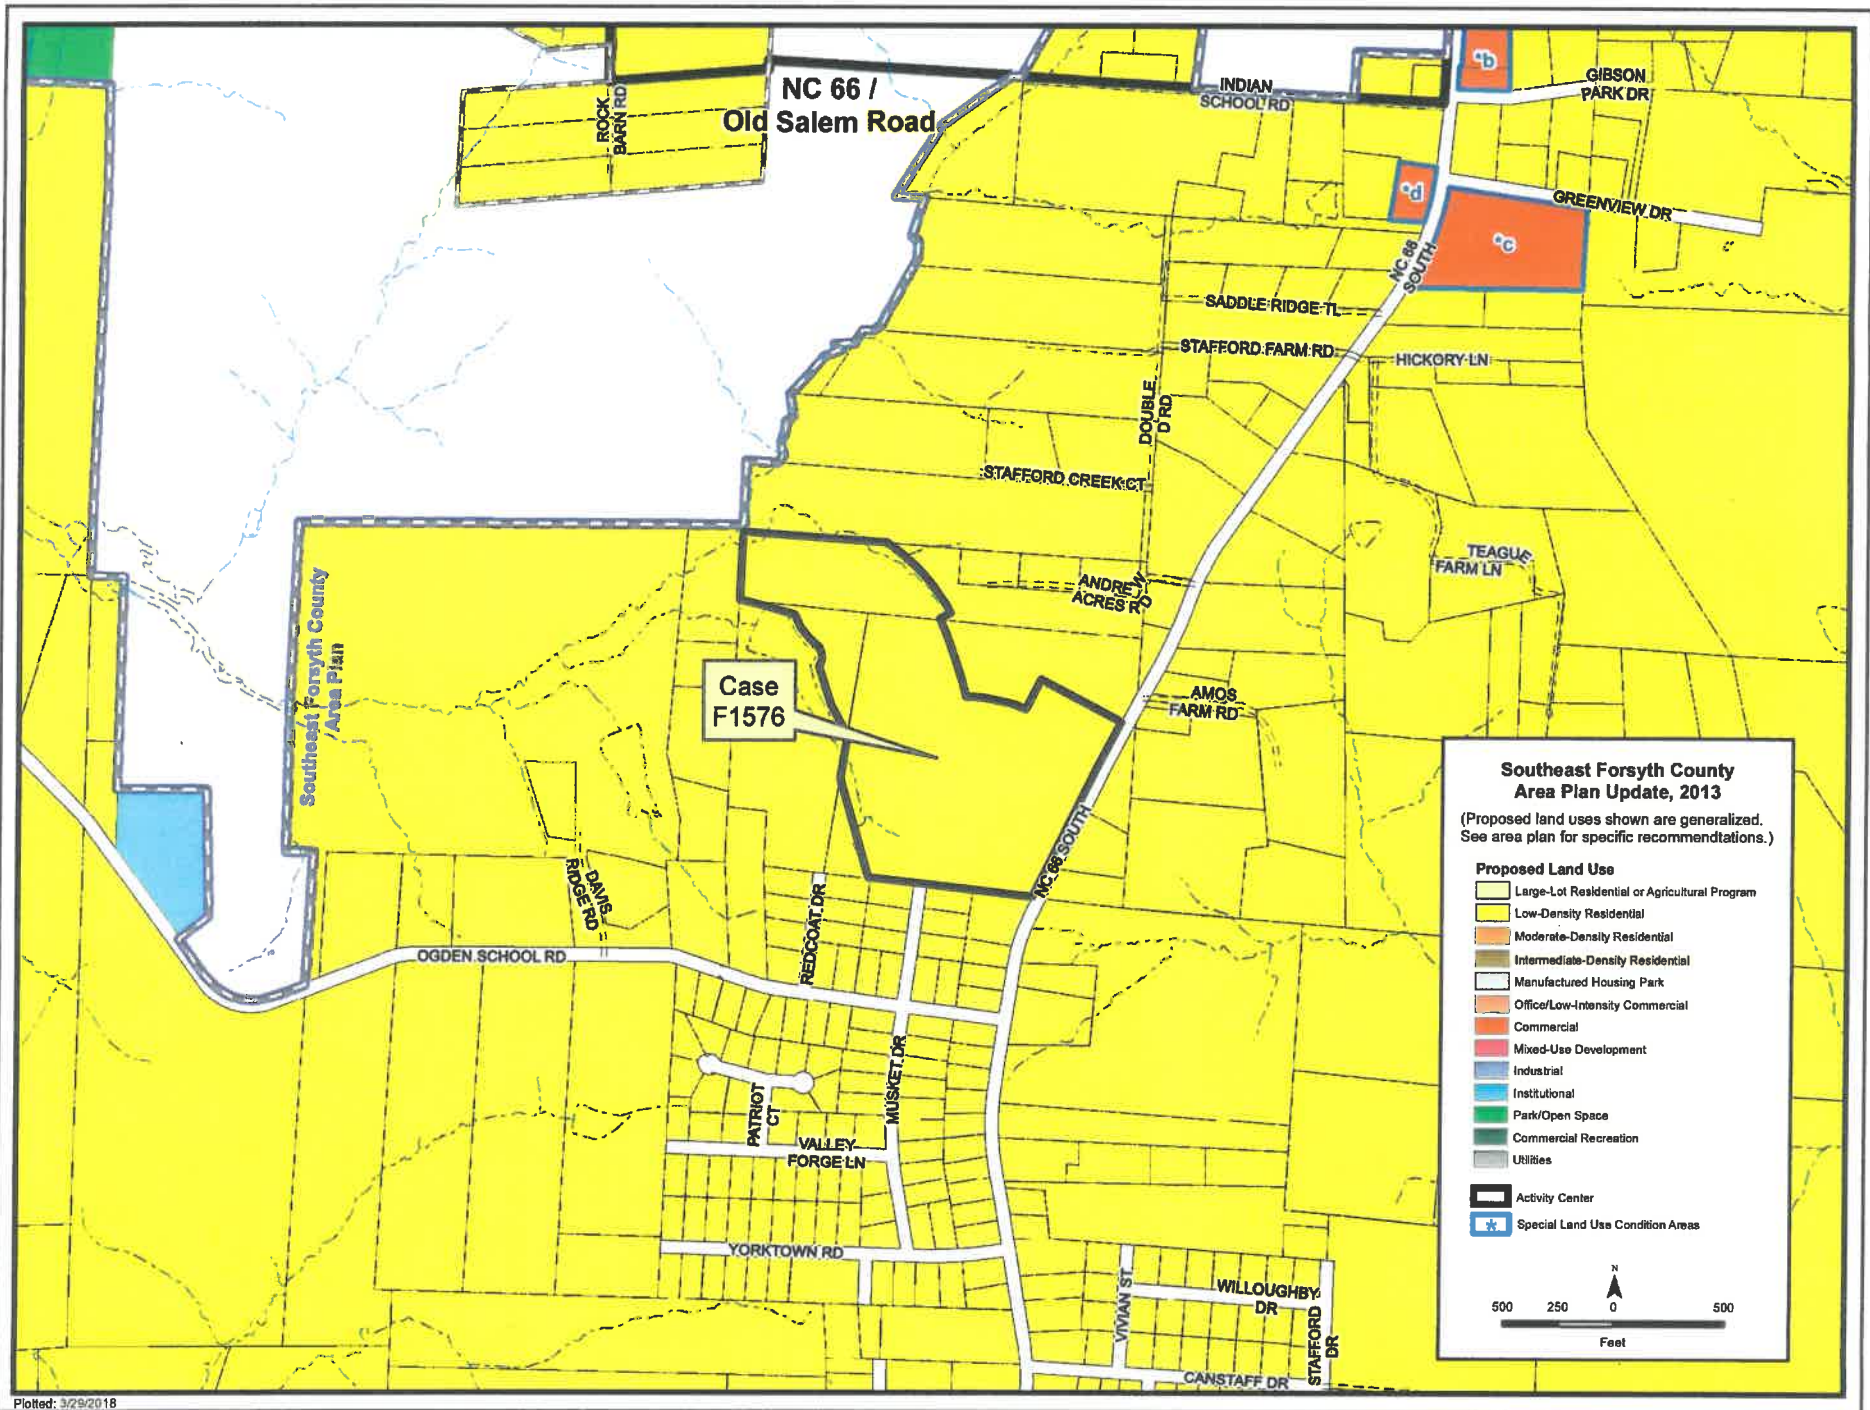 NC 66 /
Old Salem Road
ROCK
BARN RD
INDIAN
SCHOOL RD
*b
GIBSON
PARK DR
*d
GREENVIEW DR
*c
NC 66
SOUTH
SADDLE RIDGE TL
STAFFORD FARM RD
HICKORY LN
DOUBLE
D RD
STAFFORD CREEK CT
TEAGUE
FARM LN
ANDREW
ACRES RD
Southeast Forsyth County
Area Plan
Case
F1576
AMOS
FARM RD
NC 66 SOUTH
DAVIS
RIDGE RD
REDCOAT DR
OGDEN SCHOOL RD
MUSKET DR
PATRIOT
CT
VALLEY
FORGE LN
YORKTOWN RD
VIVIAN ST
WILLOUGHBY
DR
STAFFORD
DR
CANSTAFF DR
Southeast Forsyth County
Area Plan Update, 2013
(Proposed land uses shown are generalized.
See area plan for specific recommendtations.)
Proposed Land Use
Large-Lot Residential or Agricultural Program
Low-Density Residential
Moderate-Density Residential
Intermediate-Density Residential
Manufactured Housing Park
Office/Low-Intensity Commercial
Commercial
Mixed-Use Development
Industrial
Institutional
Park/Open Space
Commercial Recreation
Utilities
Activity Center
* Special Land Use Condition Areas
N
500 250 0 500
Feet
Plotted: 3/29/2018